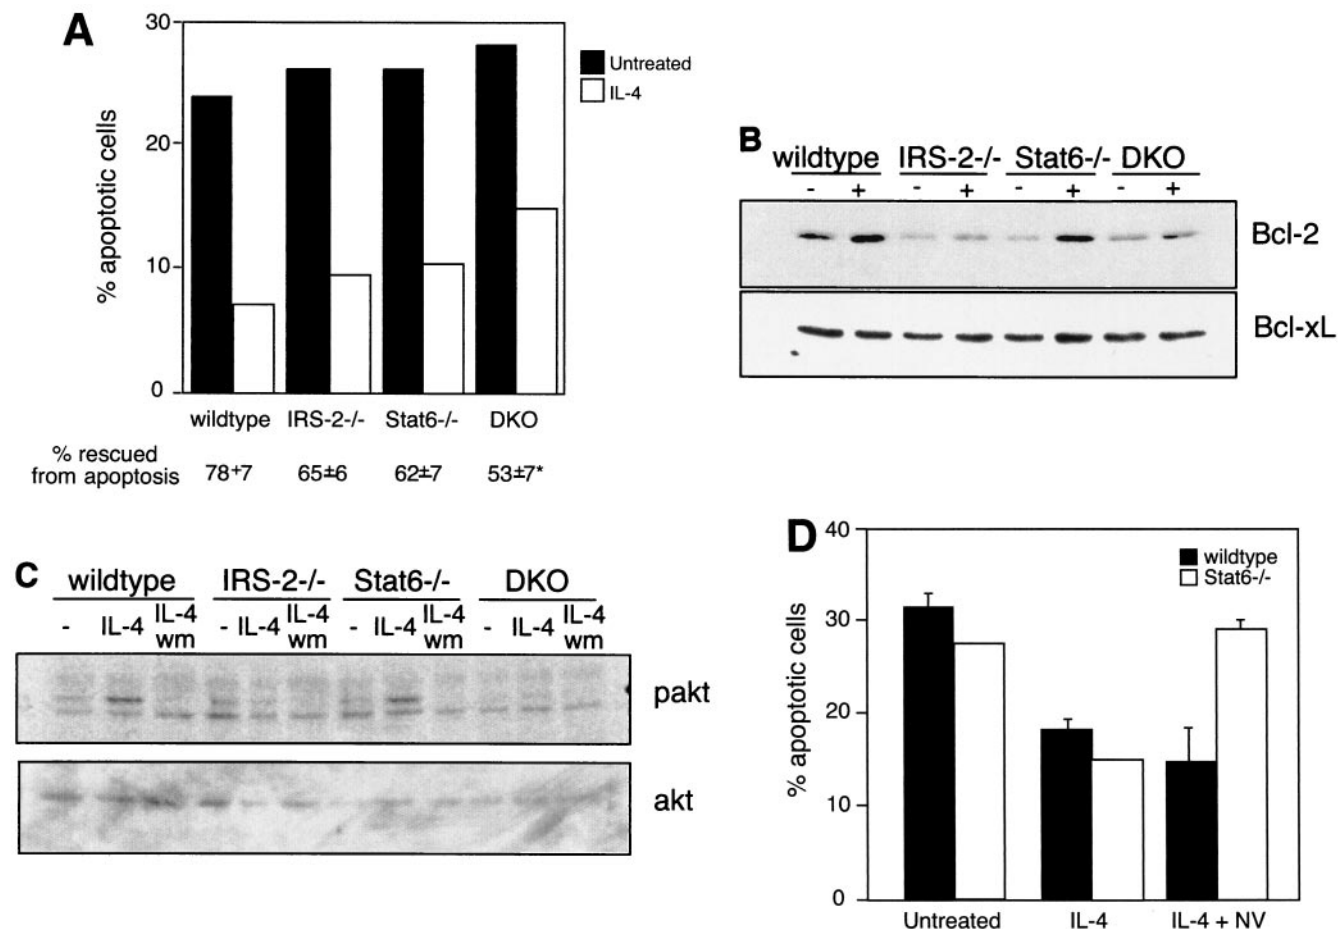 A
30
20
10
0
% apoptotic cells
Untreated
IL-4
wildtype IRS-2-/- Stat6-/- DKO
% rescued
from apoptosis 78+7 65±6 62±7 53±7*
B
wildtype IRS-2-/- Stat6-/- DKO
- + - + - + - +
Bcl-2
Bcl-xL
C
wildtype IRS-2-/- Stat6-/- DKO
- IL-4 IL-4 wm - IL-4 IL-4 wm - IL-4 IL-4 wm - IL-4 IL-4 wm
pakt
akt
D
40
30
20
10
0
% apoptotic cells
wildtype
Stat6-/-
Untreated IL-4 IL-4 + NV